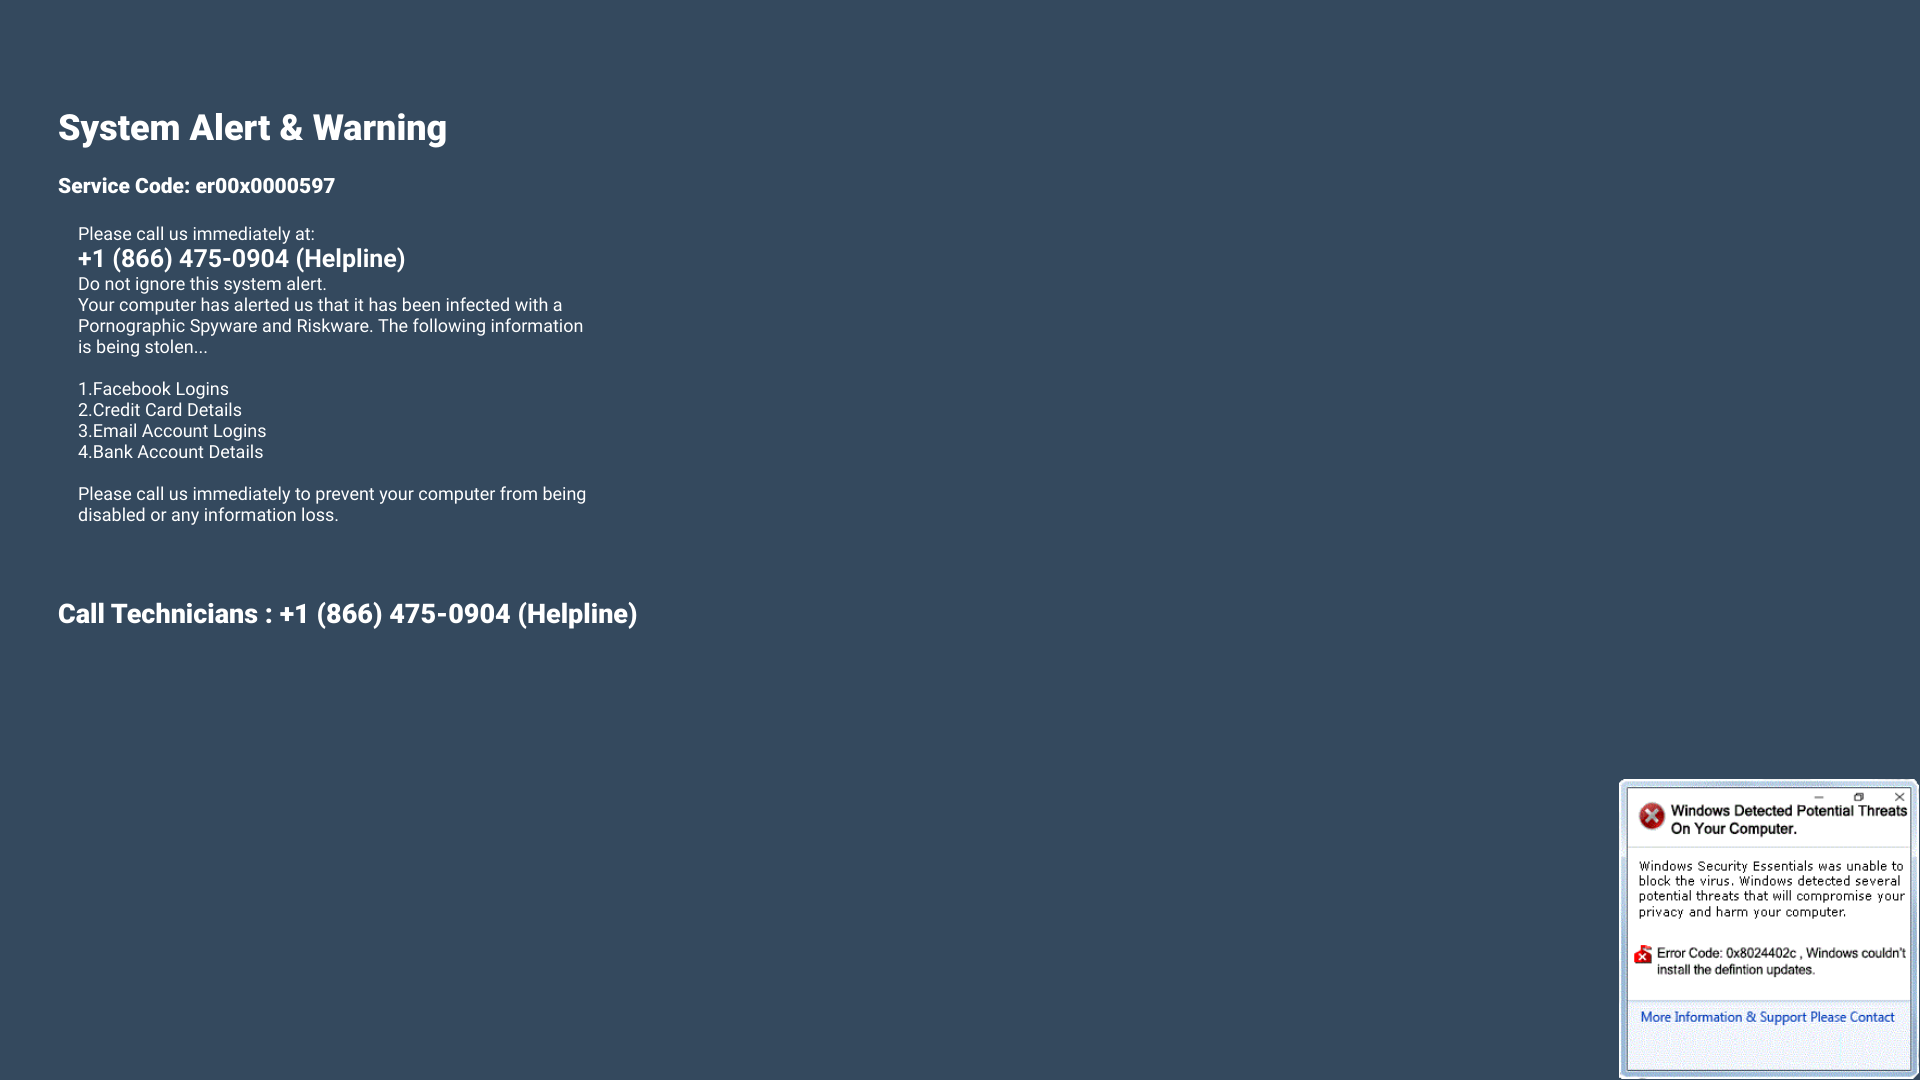 System Alert & Warning
Service Code: er00x0000597
Please call us immediately at:
+1 (866) 475-0904 (Helpline)
Do not ignore this system alert.
Your computer has alerted us that it has been infected with a
Pornographic Spyware and Riskware. The following information
is being stolen...
1.Facebook Logins
2.Credit Card Details
3.Email Account Logins
4.Bank Account Details
Please call us immediately to prevent your computer from being
disabled or any information loss.
Call Technicians : +1 (866) 475-0904 (Helpline)
Windows Detected Potential Threats
On Your Computer.
Windows Security Essentials was unable to
block the virus. Windows detected several
potential threats that will compromise your
privacy and harm your computer.
Error Code: 0x8024402c , Windows couldn't
install the defintion updates.
More Information & Support Please Contact